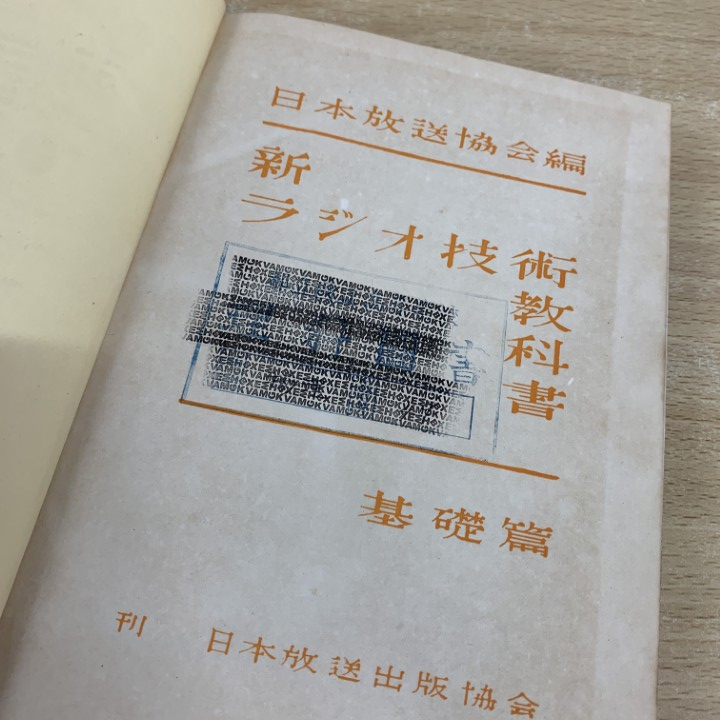 日本放送協会編
新
ラジオ技術
教科書
書
基礎篇
刊 日本放送出版協会